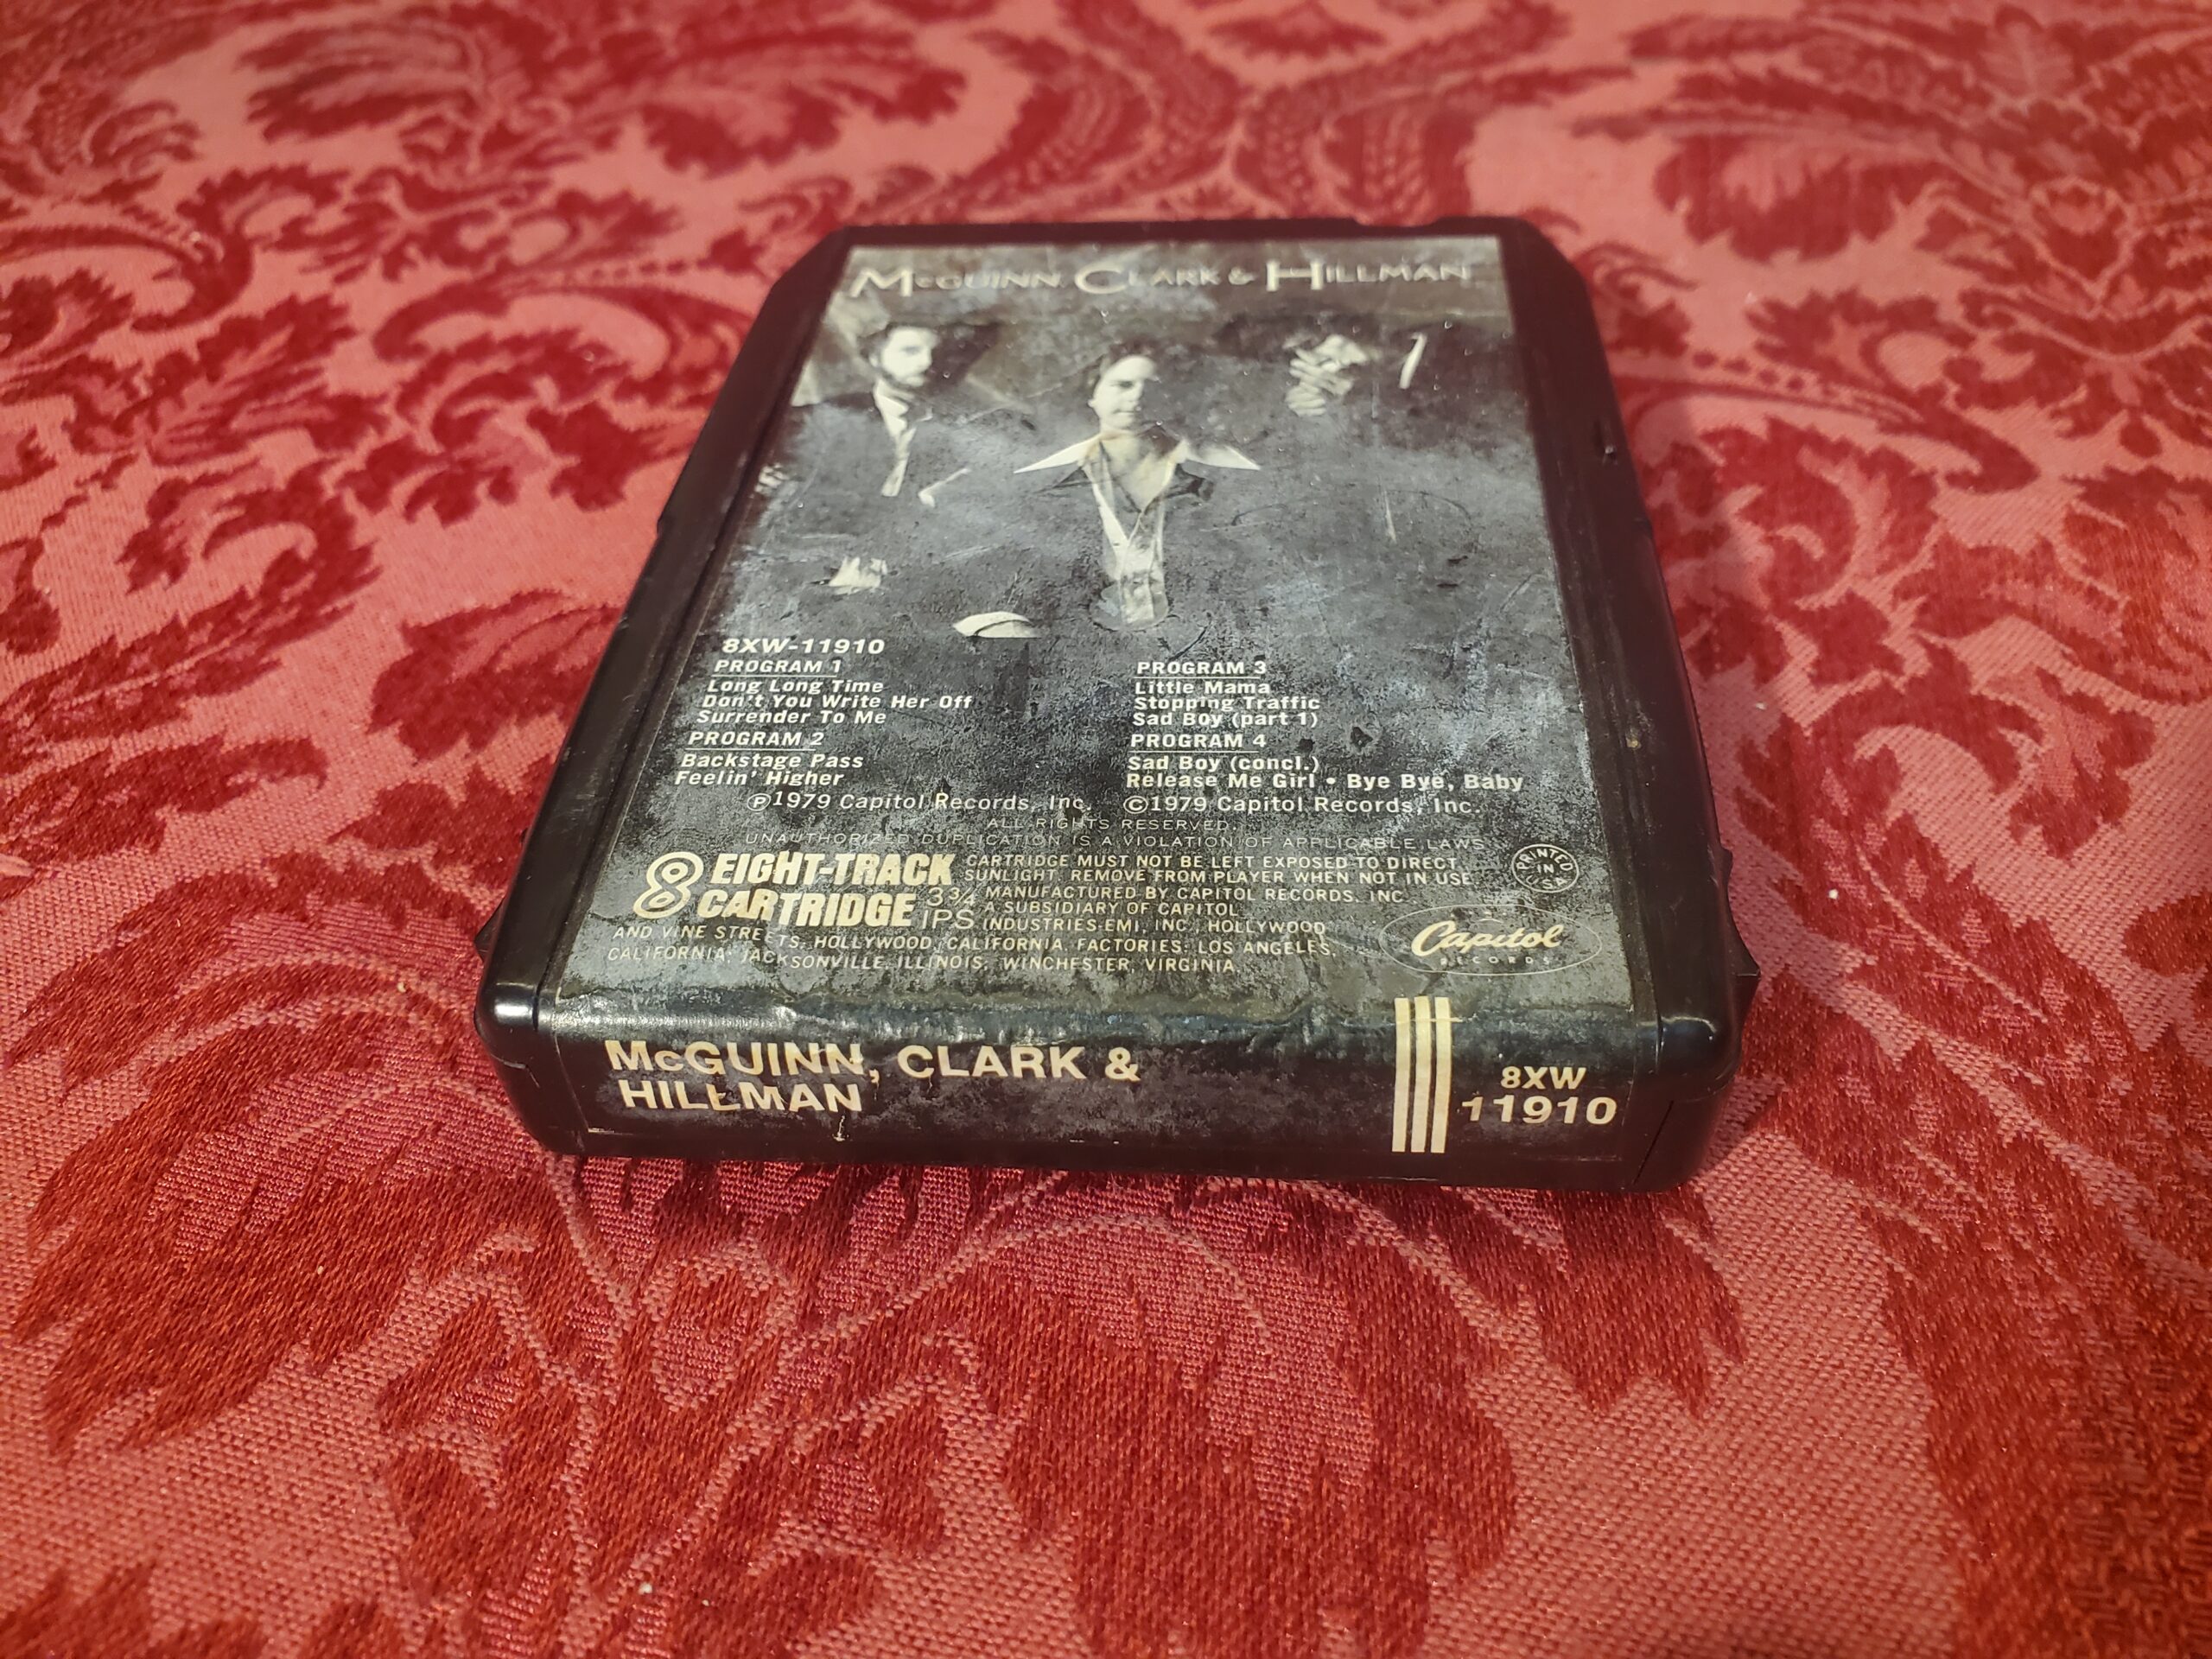 McGUINN, CLARK & HILLMAN
8XW-11910
PROGRAM 1
Long Long Time
Don't You Write Her Off
Surrender To Me
PROGRAM 2
Backstage Pass
Feelin' Higher
PROGRAM 3
Little Mama
Stopping Traffic
Sad Boy (part 1)
PROGRAM 4
Sad Boy (concl.)
Release Me Girl • Bye Bye, Baby
Ⓟ1979 Capitol Records, Inc. ©1979 Capitol Records, Inc.
ALL RIGHTS RESERVED.
UNAUTHORIZED DUPLICATION IS A VIOLATION OF APPLICABLE LAWS
8 EIGHT-TRACK
CARTRIDGE
3 3/4
IPS
CARTRIDGE MUST NOT BE LEFT EXPOSED TO DIRECT
SUNLIGHT. REMOVE FROM PLAYER WHEN NOT IN USE
MANUFACTURED BY CAPITOL RECORDS, INC.
A SUBSIDIARY OF CAPITOL
INDUSTRIES-EMI, INC., HOLLYWOOD
AND VINE STREETS, HOLLYWOOD, CALIFORNIA. FACTORIES: LOS ANGELES,
CALIFORNIA; JACKSONVILLE, ILLINOIS; WINCHESTER, VIRGINIA
PRINTED
IN
USA
Capitol
RECORDS
McGUINN, CLARK &
HILLMAN
8XW
11910